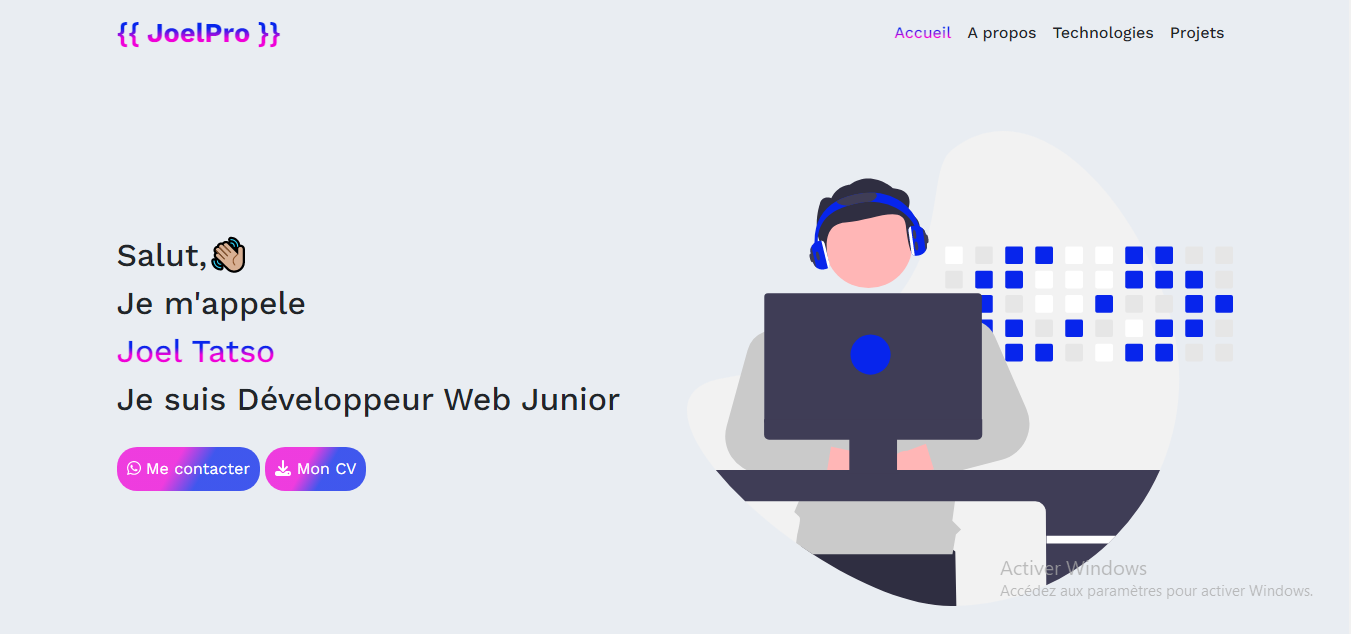 {{ JoelPro }}
Accueil A propos Technologies Projets
Salut,👋🏽
Je m'appele
Joel Tatso
Je suis Développeur Web Junior
Me contacter Mon CV
Activer Windows
Accédez aux paramètres pour activer Windows.